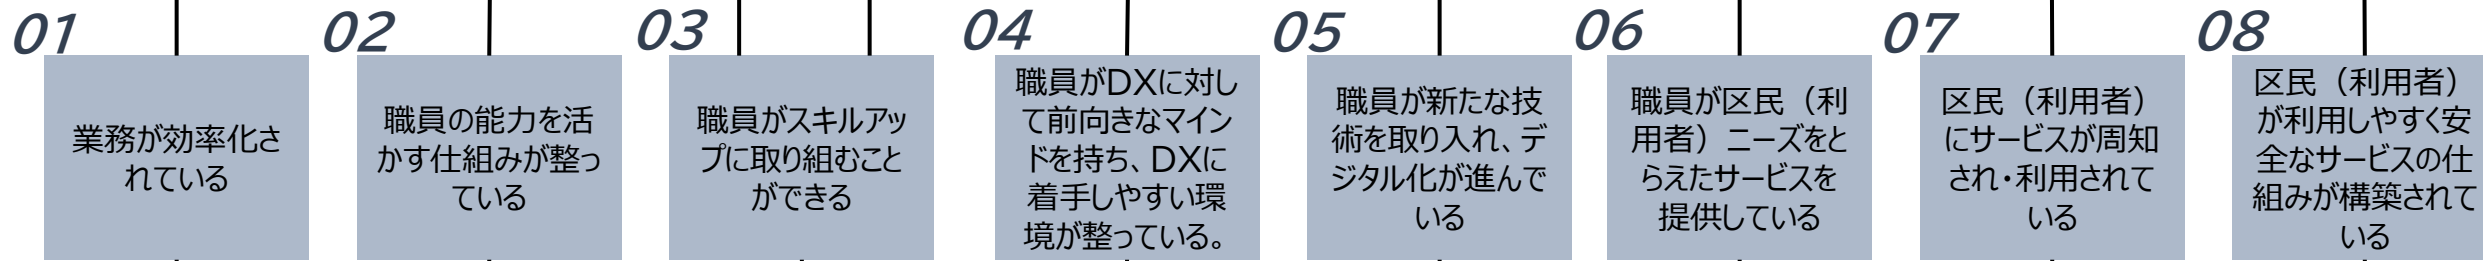 01
業務が効率化さ
れている
02
職員の能力を活
かす仕組みが整っ
ている
03
職員がスキルアッ
プに取り組むこと
ができる
04
職員がDXに対し
て前向きなマイン
ドを持ち、DXに
着手しやすい環
境が整っている。
05
職員が新たな技
術を取り入れ、デ
ジタル化が進んで
いる
06
職員が区民（利
用者）ニーズをと
らえたサービスを
提供している
07
区民（利用者）
にサービスが周知
され・利用されて
いる
08
区民（利用者）
が利用しやすく安
全なサービスの仕
組みが構築されて
いる